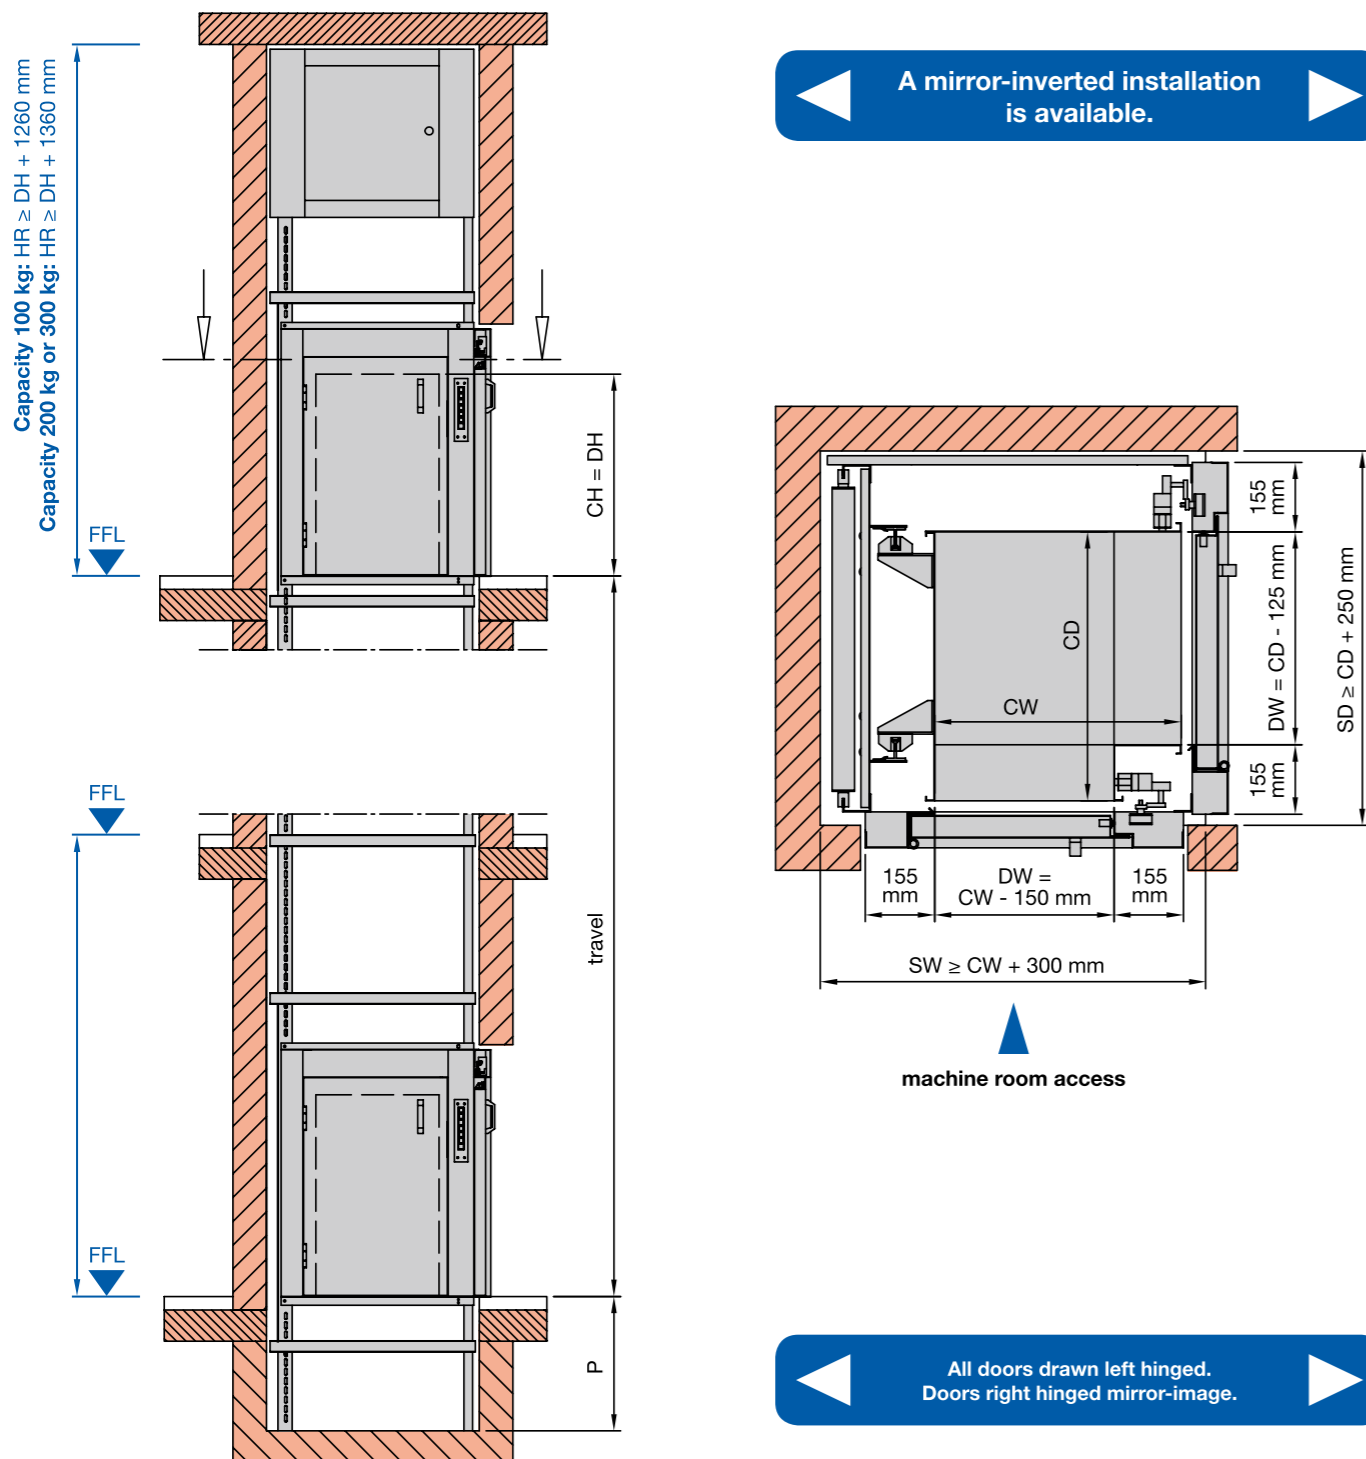 Capacity 100 kg: HR ≥ DH + 1260 mm
Capacity 200 kg or 300 kg: HR ≥ DH + 1360 mm
FFL
CH = DH
travel
FFL
FFL
P
A mirror-inverted installation
is available.
CD
CW
155
mm
DW = CD - 125 mm
155
mm
SD ≥ CD + 250 mm
155
mm
DW =
CW - 150 mm
155
mm
SW ≥ CW + 300 mm
machine room access
All doors drawn left hinged.
Doors right hinged mirror-image.